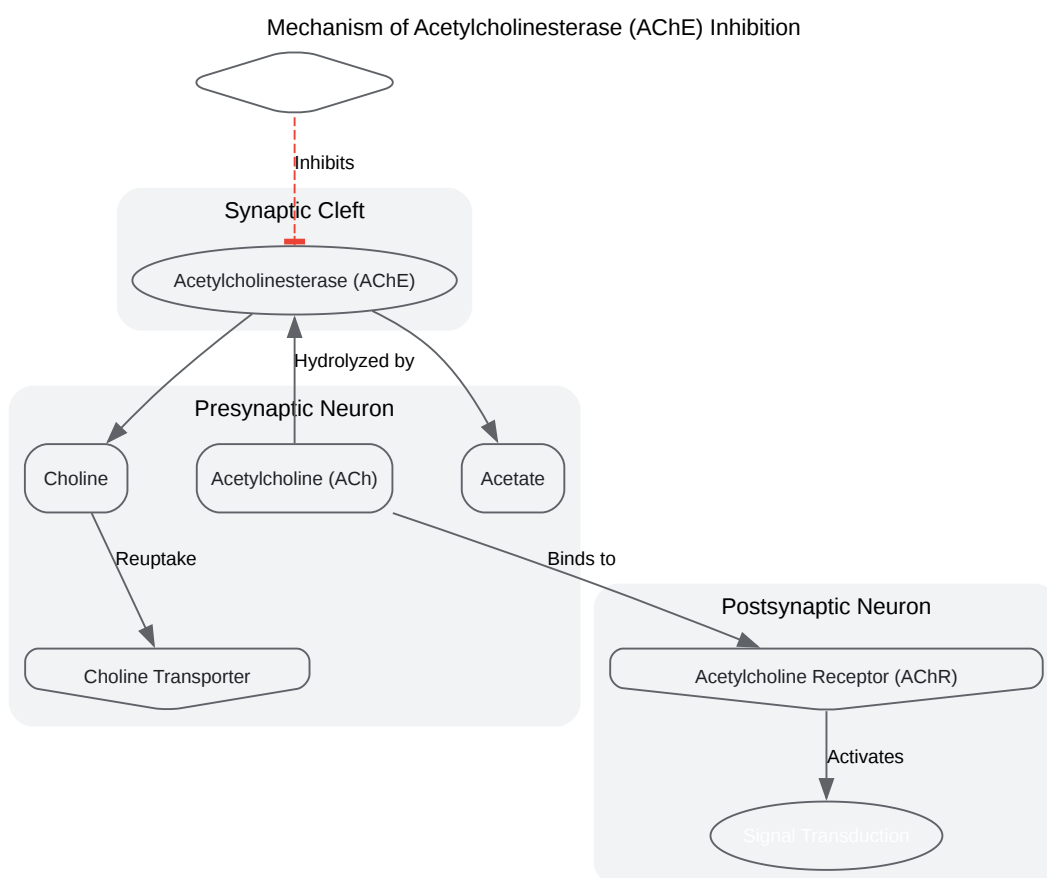 Mechanism of Acetylcholinesterase (AChE) Inhibition
Inhibits
Synaptic Cleft
Acetylcholinesterase (AChE)
Hydrolyzed by
Presynaptic Neuron
Choline
Acetylcholine (ACh)
Acetate
Reuptake
Binds to
Postsynaptic Neuron
Choline Transporter
Acetylcholine Receptor (AChR)
Activates
Signal Transduction